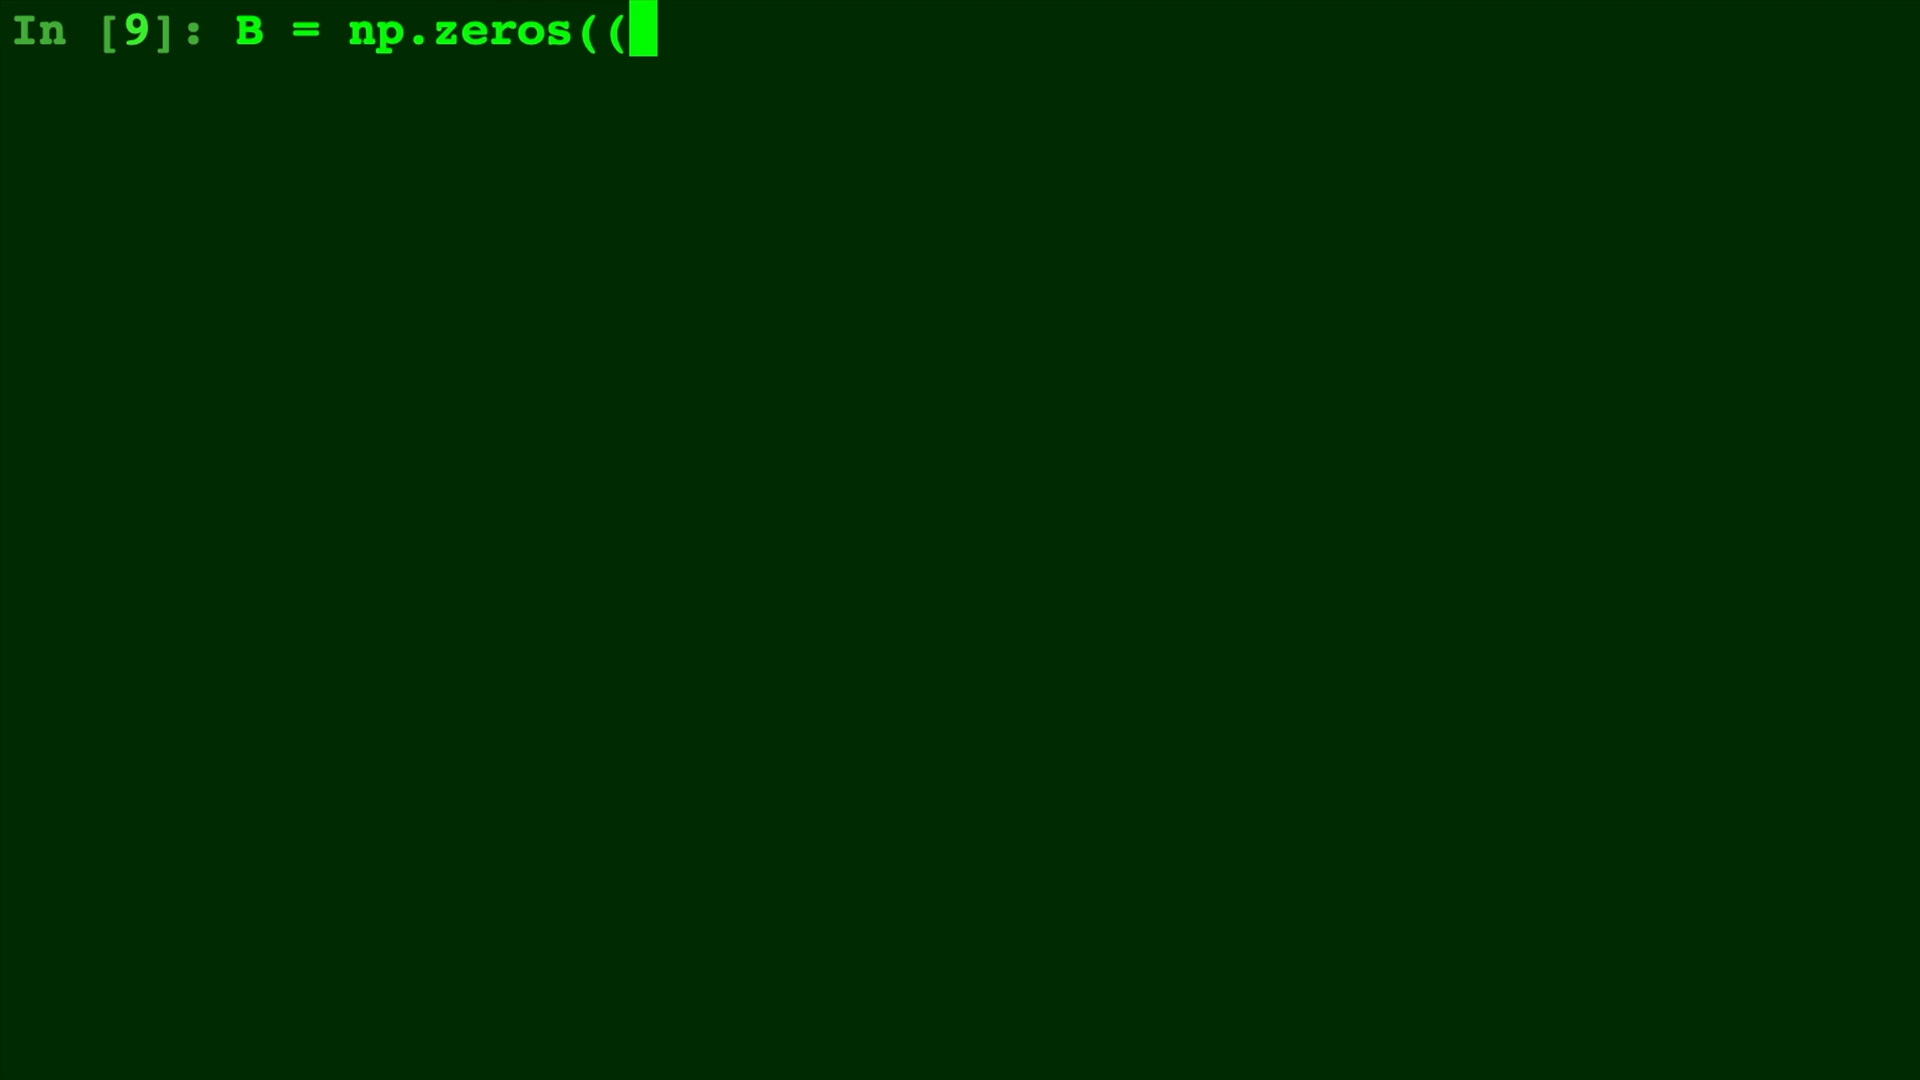 In [9]: B = np.zeros((